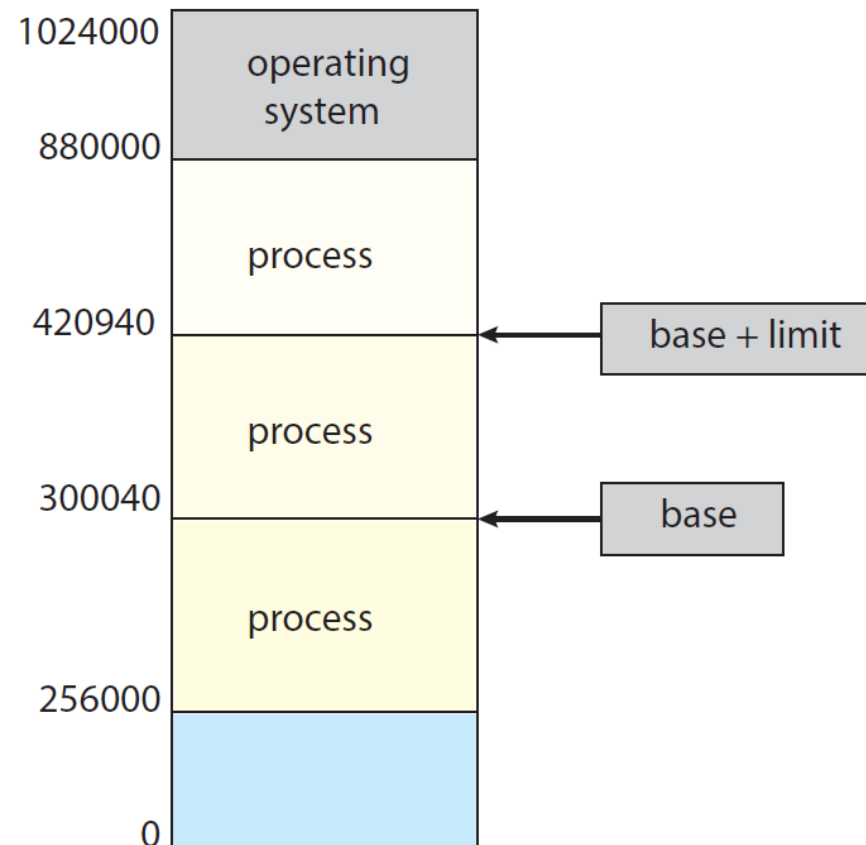 1024000
operating
system
880000
process
420940
base + limit
process
300040
base
process
256000
0